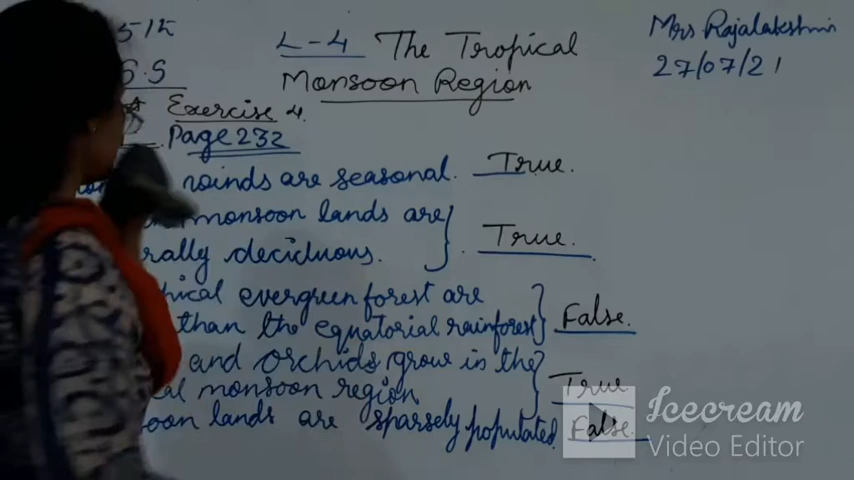 L-4 The Tropical
Monsoon Region
Mrs Rajalakshmi
27/07/21
S.S
Exercise 4.
Page 232
winds are seasonal. True.
monsoon lands are
rally deciduous. True.
hical evergreen forest are
than the equatorial rainforest False.
and orchids grow in the
cal monsoon region True
oon lands are sparsely populated False.
Icecream
Video Editor